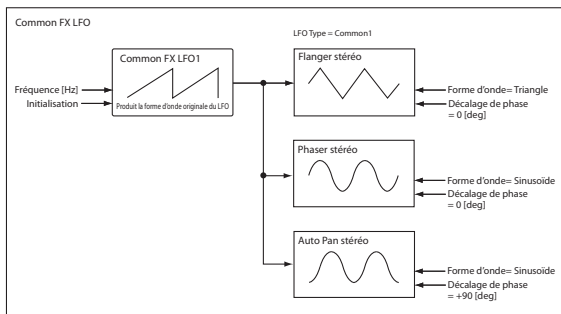 Common FX LFO
LFO Type = Common1
Common FX LFO1
Fréquence [Hz]
Initialisation
Produit la forme d'onde originale du LFO
Flanger stéréo
Forme d'onde= Triangle
Décalage de phase
= 0 [deg]
Phaser stéréo
Forme d'onde= Sinusoïde
Décalage de phase
= 0 [deg]
Auto Pan stéréo
Forme d'onde= Sinusoïde
Décalage de phase
= +90 [deg]